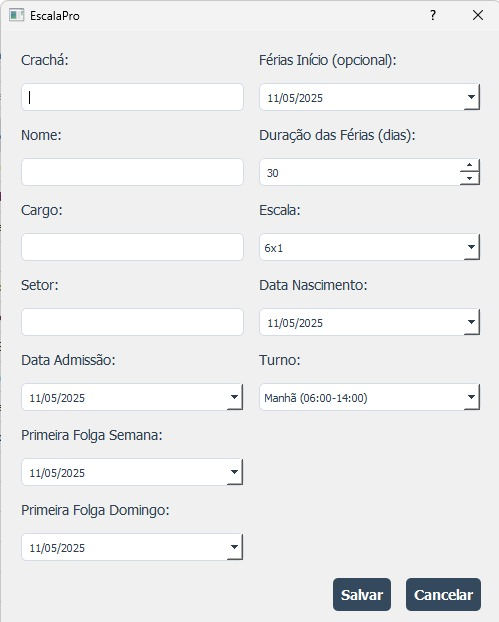 EscalaPro
?
Crachá:
Férias Início (opcional):
11/05/2025
Nome:
Duração das Férias (dias):
30
Cargo:
Escala:
6x1
Setor:
Data Nascimento:
11/05/2025
Data Admissão:
Turno:
11/05/2025
Manhã (06:00-14:00)
Primeira Folga Semana:
11/05/2025
Primeira Folga Domingo:
11/05/2025
Salvar
Cancelar